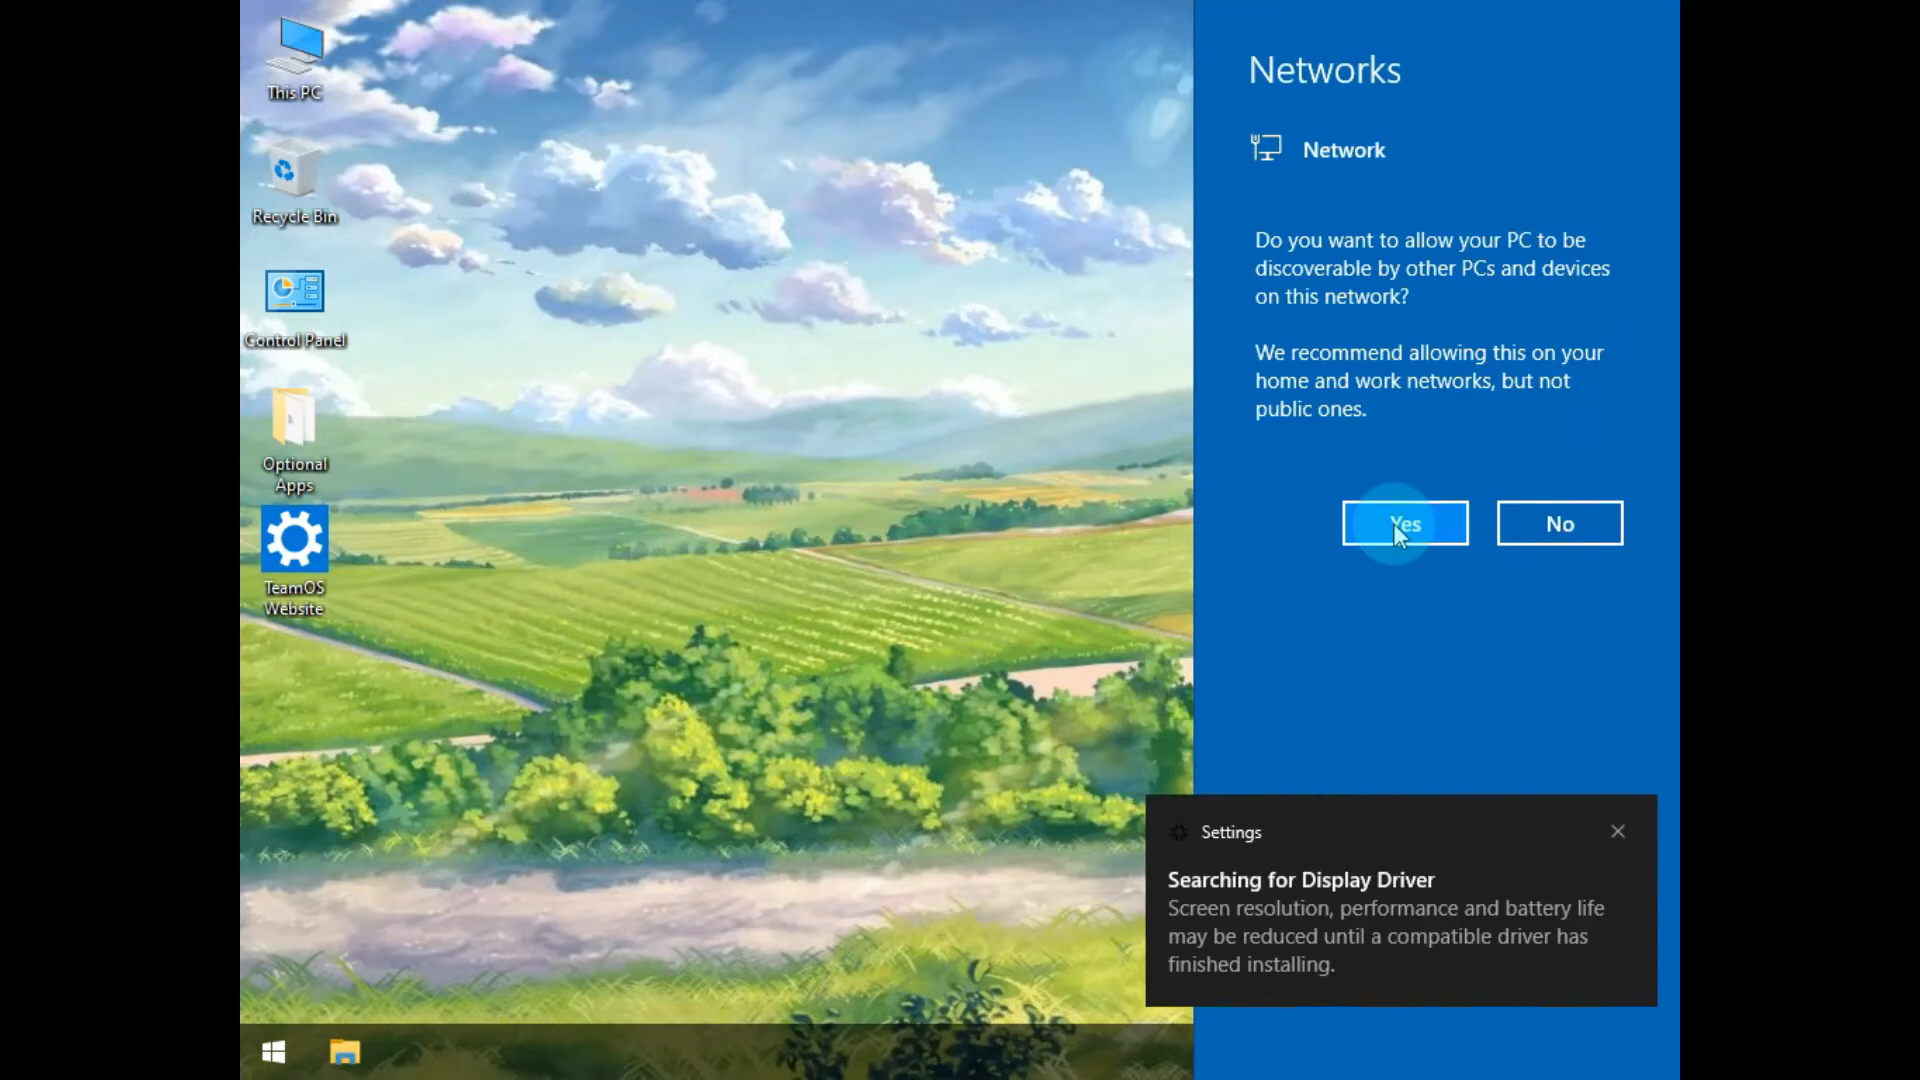 This PC
Recycle Bin
Control Panel
Optional
Apps
TeamOS
Website
Networks
Network
Do you want to allow your PC to be
discoverable by other PCs and devices
on this network?
We recommend allowing this on your
home and work networks, but not
public ones.
Yes
No
Settings
Searching for Display Driver
Screen resolution, performance and battery life
may be reduced until a compatible driver has
finished installing.